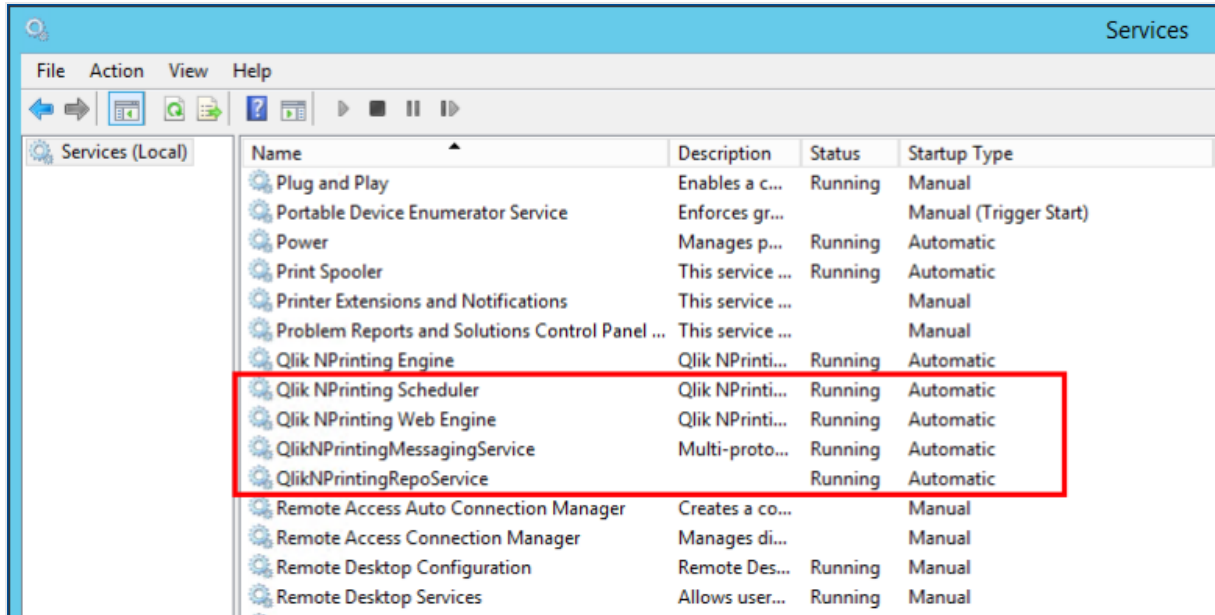 Services
File Action View Help
Services (Local)
Name Description Status Startup Type
Plug and Play Enables a c... Running Manual
Portable Device Enumerator Service Enforces gr... Manual (Trigger Start)
Power Manages p... Running Automatic
Print Spooler This service ... Running Automatic
Printer Extensions and Notifications This service ... Manual
Problem Reports and Solutions Control Panel ... This service ... Manual
Qlik NPrinting Engine Qlik NPrinti... Running Automatic
Qlik NPrinting Scheduler Qlik NPrinti... Running Automatic
Qlik NPrinting Web Engine Qlik NPrinti... Running Automatic
QlikNPrintingMessagingService Multi-proto... Running Automatic
QlikNPrintingRepoService Running Automatic
Remote Access Auto Connection Manager Creates a co... Manual
Remote Access Connection Manager Manages di... Manual
Remote Desktop Configuration Remote Des... Running Manual
Remote Desktop Services Allows user... Running Manual